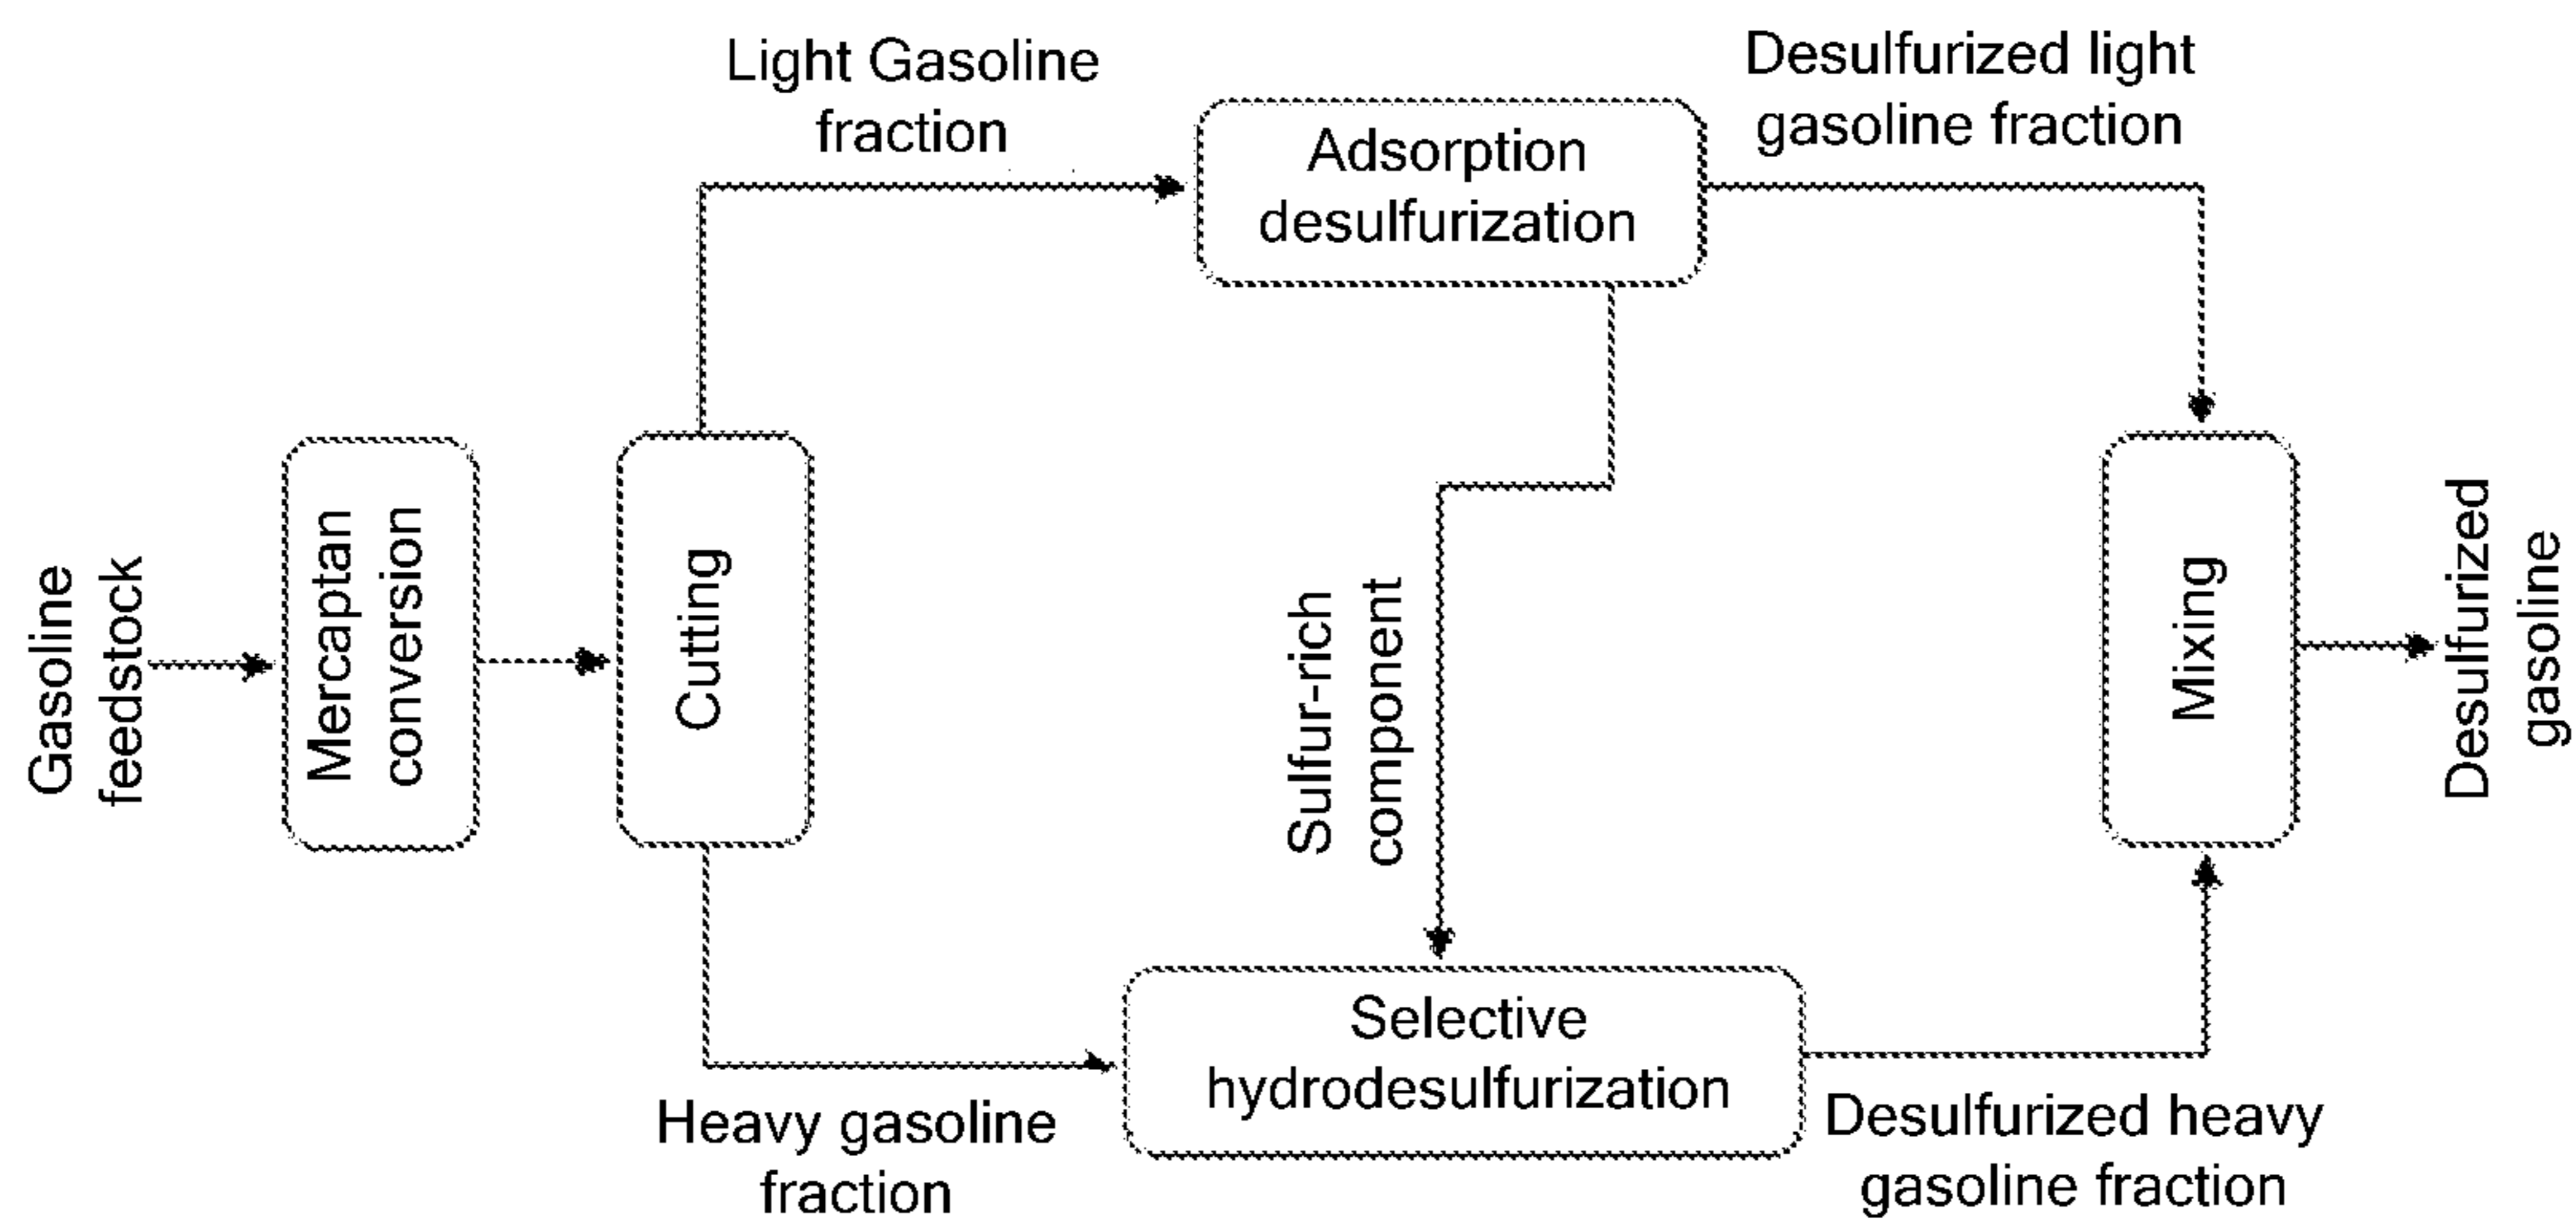 Gasoline
feedstock
Mercaptan
conversion
Cutting
Light Gasoline
fraction
Adsorption
desulfurization
Desulfurized light
gasoline fraction
Sulfur-rich
component
Heavy gasoline
fraction
Selective
hydrodesulfurization
Desulfurized heavy
gasoline fraction
Mixing
Desulfurized
gasoline